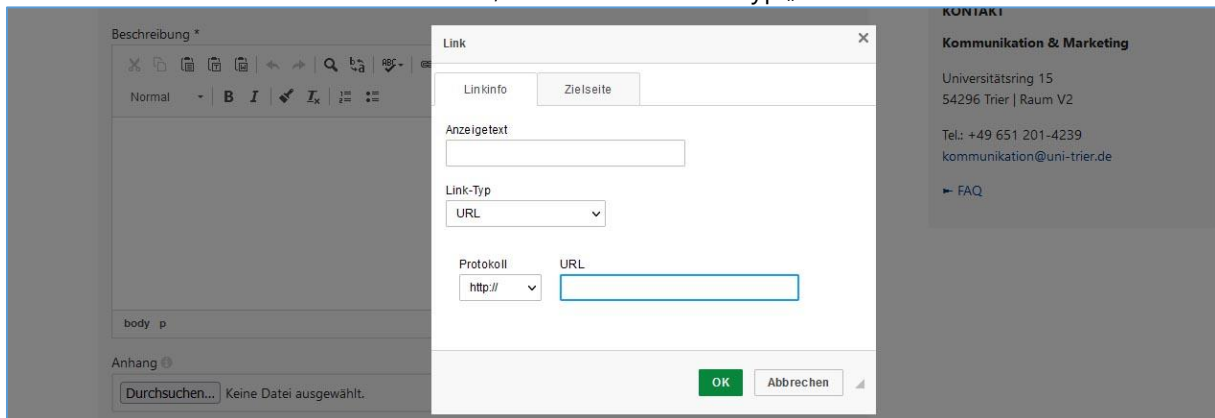 KONTAKT
Beschreibung *
Link
Kommunikation & Marketing
Linkinfo Zielseite
Universitätsring 15
54296 Trier | Raum V2
Normal B I
Anzeigetext
Tel.: +49 651 201-4239
kommunikation@uni-trier.de
Link-Typ
► FAQ
URL
Protokoll URL
http://
body p
Anhang
Durchsuchen... Keine Datei ausgewählt.
OK Abbrechen